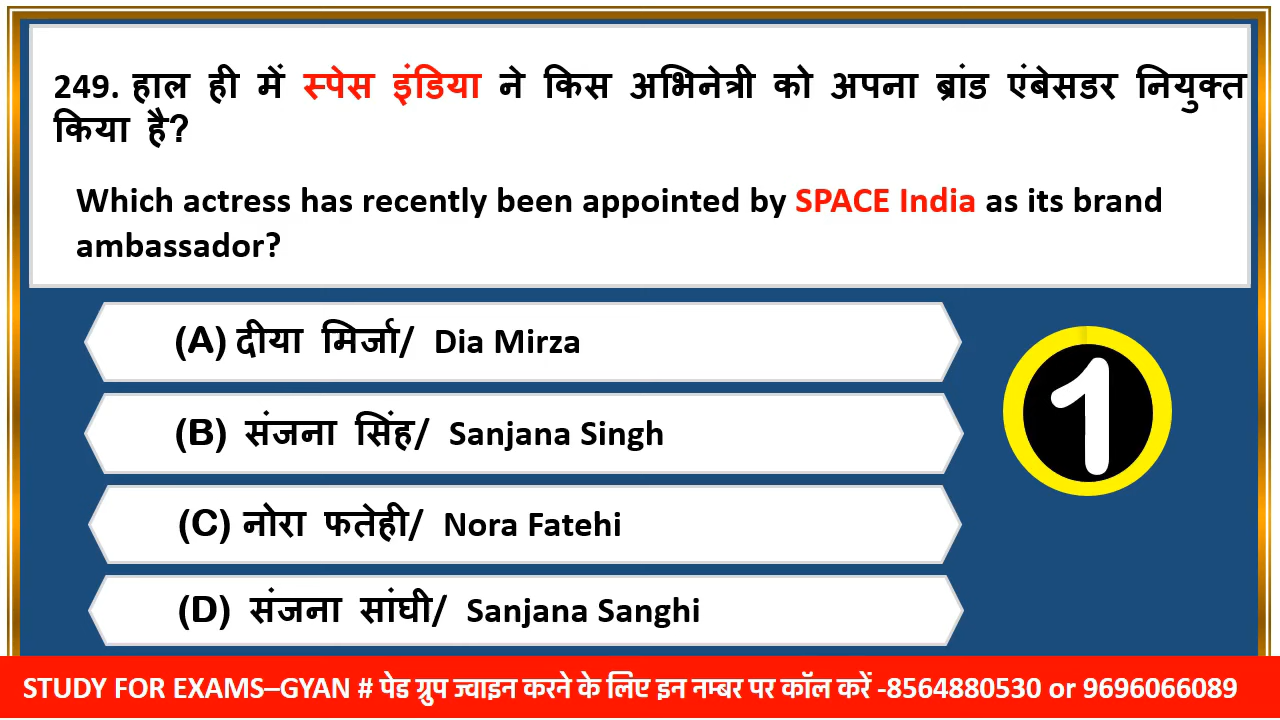 249. हाल ही में स्पेस इंडिया ने किस अभिनेत्री को अपना ब्रांड एंबेसडर नियुक्त
किया है?
Which actress has recently been appointed by SPACE India as its brand
ambassador?
(A) दीया मिर्जा/ Dia Mirza
(B) संजना सिंह/ Sanjana Singh
(C) नोरा फतेही/ Nora Fatehi
(D) संजना सांघी/ Sanjana Sanghi
1
STUDY FOR EXAMS–GYAN # पेड ग्रुप ज्वाइन करने के लिए इन नम्बर पर कॉल करें -8564880530 or 9696066089